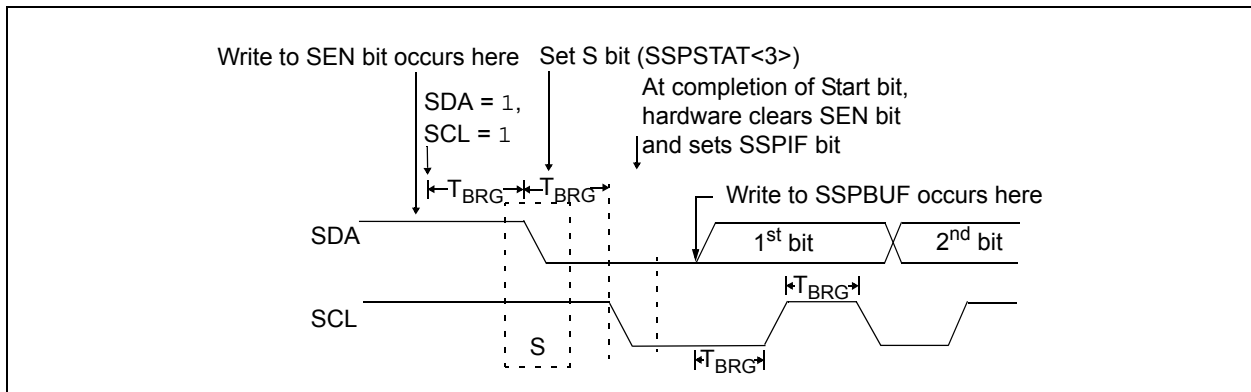 Write to SEN bit occurs here
Set S bit (SSPSTAT<3>)
SDA = 1,
SCL = 1
At completion of Start bit,
hardware clears SEN bit
and sets SSPIF bit
TBRG
TBRG
Write to SSPBUF occurs here
SDA
1st bit
2nd bit
TBRG
SCL
S
TBRG